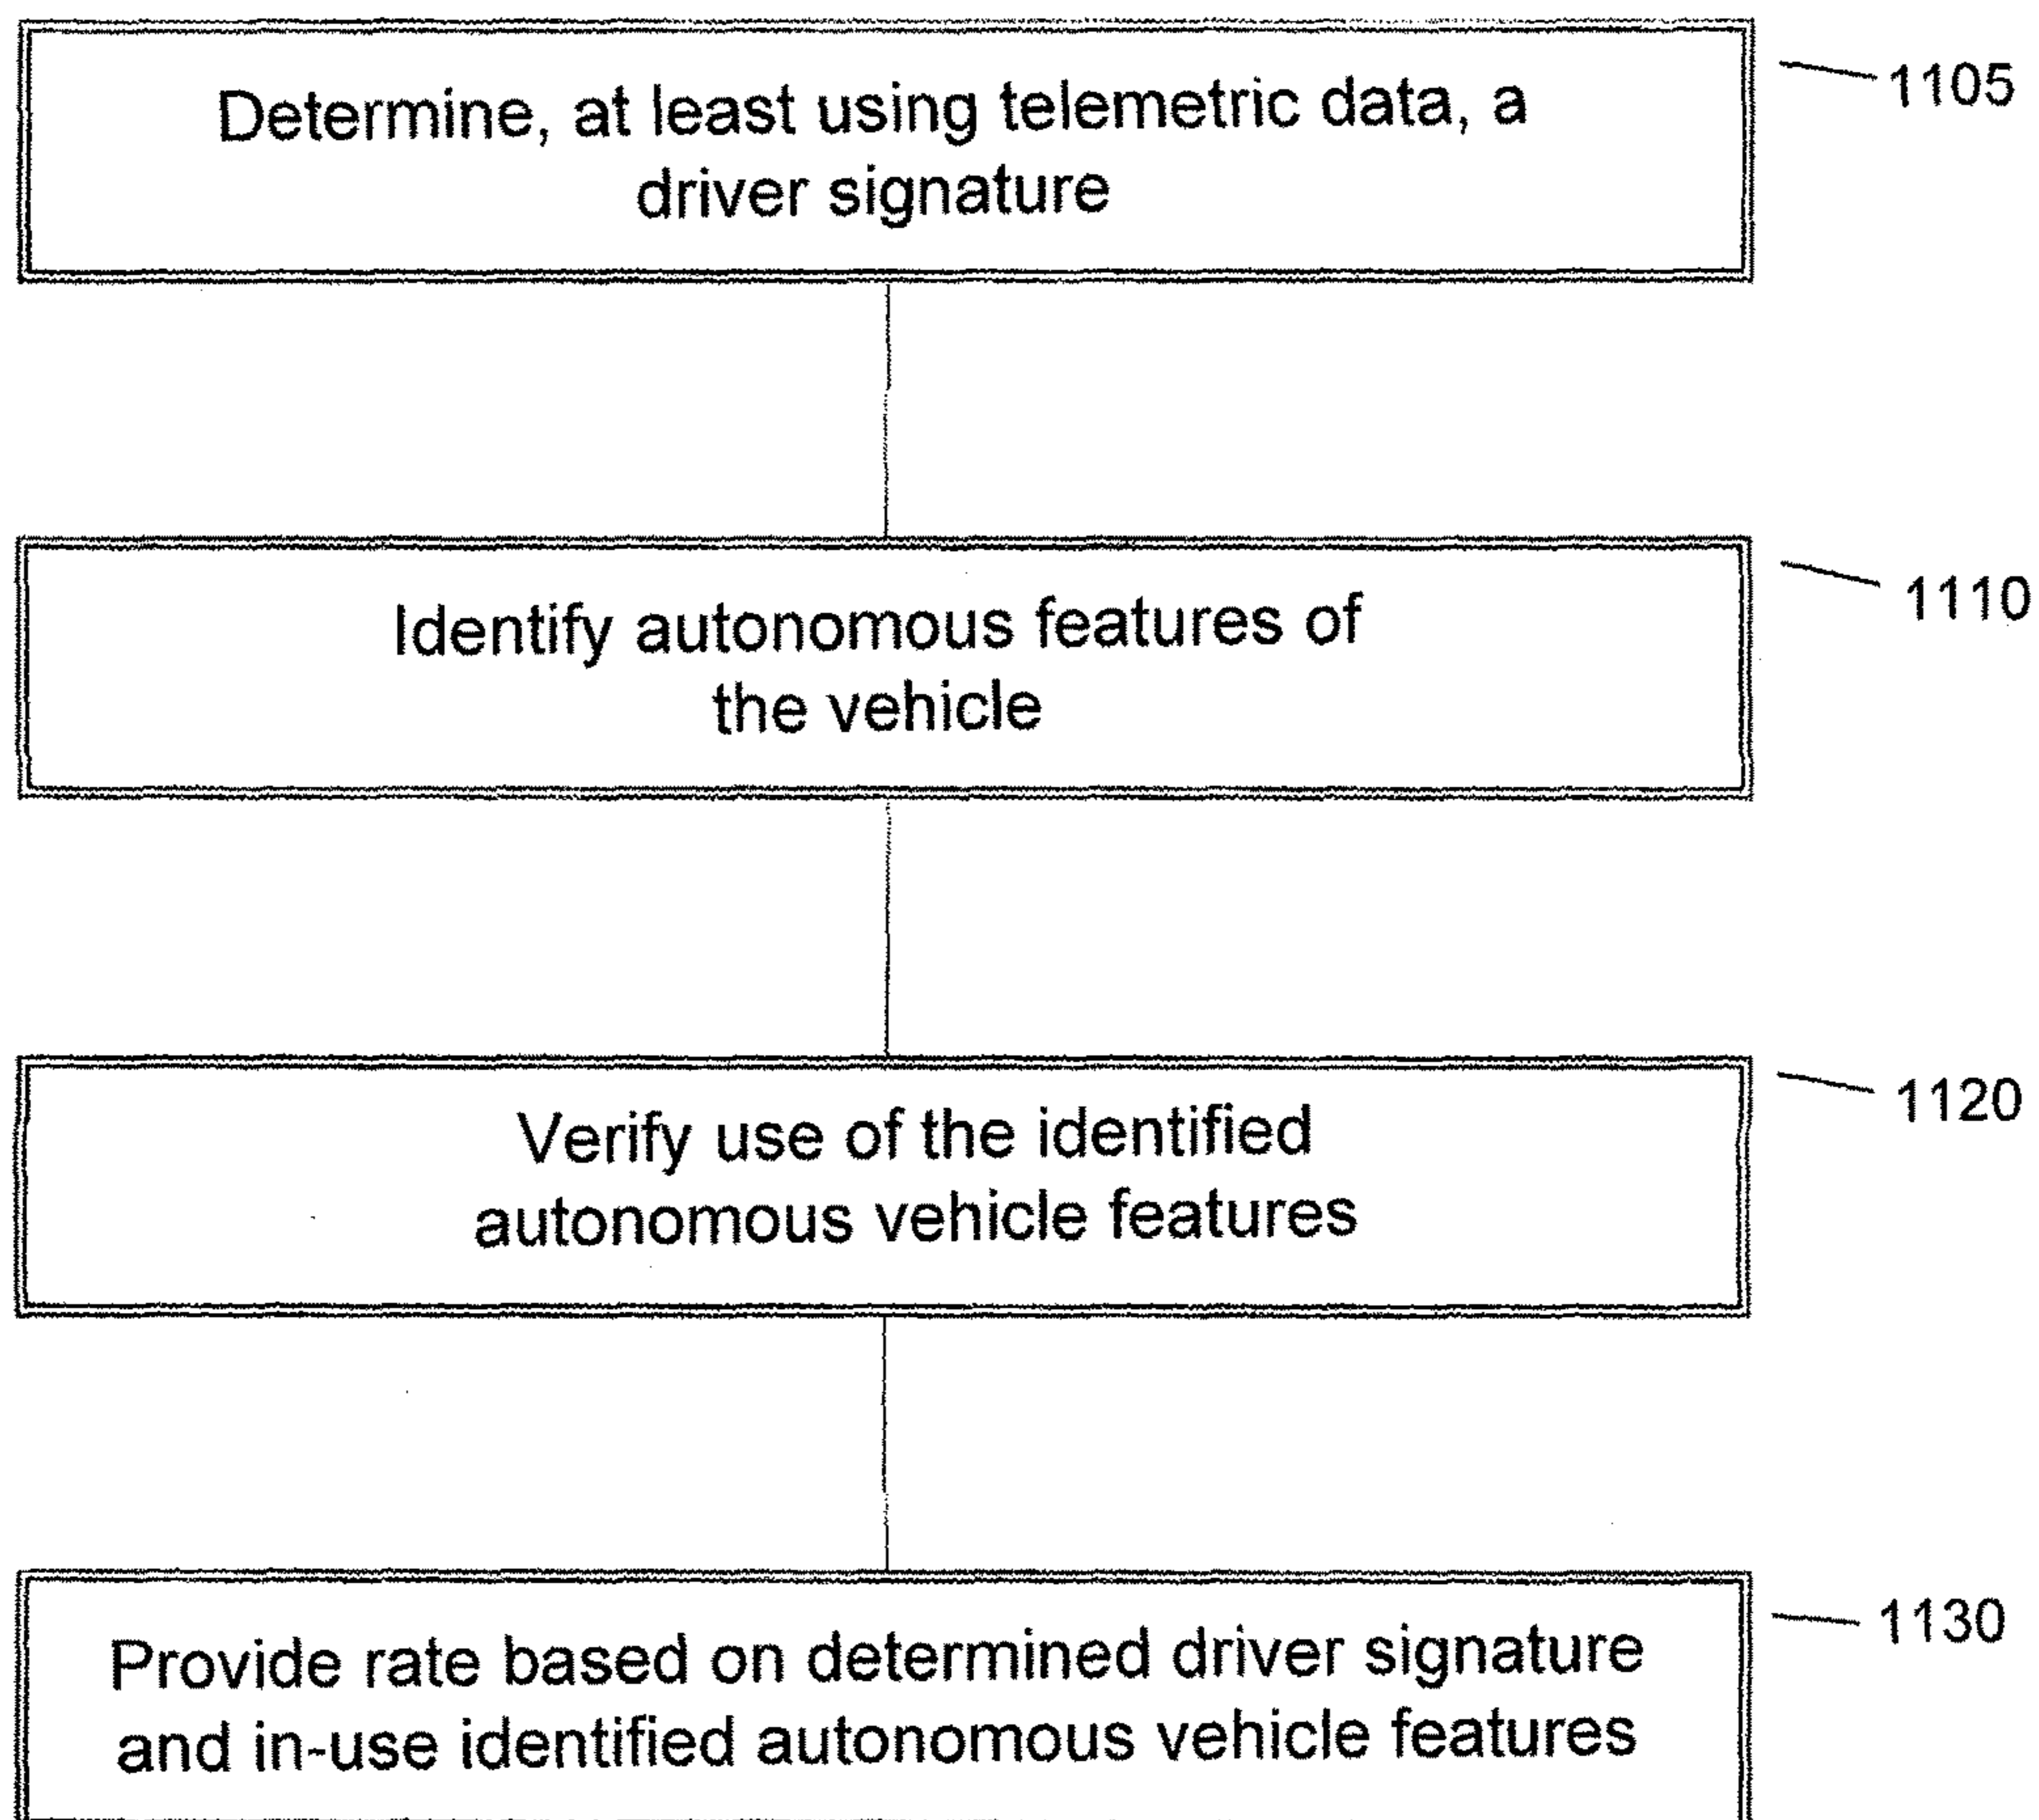 Determine, at least using telemetric data, a
driver signature
1105
Identify autonomous features of
the vehicle
1110
Verify use of the identified
autonomous vehicle features
1120
Provide rate based on determined driver signature
and in-use identified autonomous vehicle features
1130